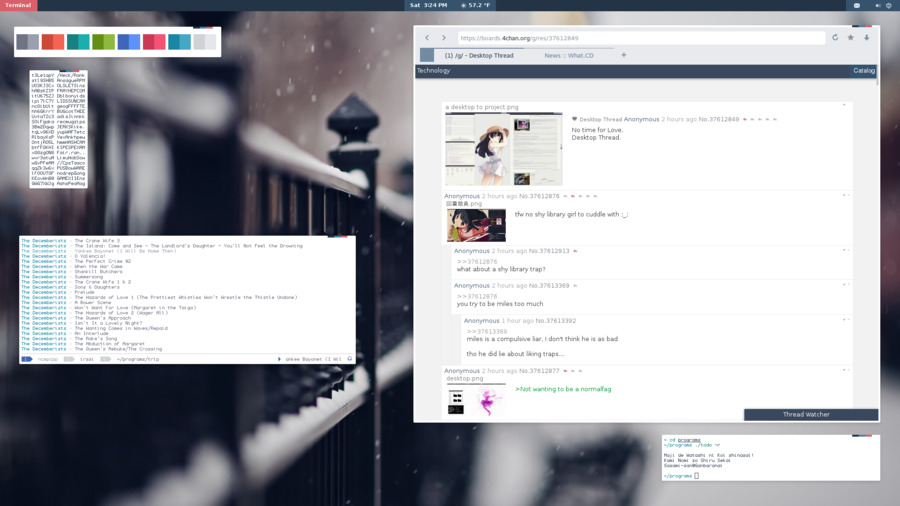 Terminal
Sat 3:24 PM
57.2 °F
https://boards.4chan.org/g/res/37612849
(1) /g/ - Desktop Thread
News :: What.CD
+
Technology
Catalog
a desktop to project.png
Desktop Thread Anonymous 2 hours ago No.37612849
No time for Love.
Desktop Thread.
Anonymous 2 hours ago No.37612876
tfw no shy library girl to cuddle with :_;
Anonymous 2 hours ago No.37612913
>>37612876
what about a shy library trap?
Anonymous 2 hours ago No.37613369
>>37612876
you try to be miles too much
Anonymous 1 hour ago No.37613392
>>37613369
miles is a compulsive liar, i don't think he is as bad
tho he did lie about liking traps...
Anonymous 2 hours ago No.37612877
desktop.png
>Not wanting to be a normalfag
Thread Watcher
The Decemberists - The Crane Wife 3
The Decemberists - The Island: Come and See - The Landlord's Daughter - You'll Not Feel the Drowning
The Decemberists - Yankee Bayonet (I Will Be Home Then)
The Decemberists - O Valencia!
The Decemberists - The Perfect Crime #2
The Decemberists - When the War Came
The Decemberists - Shankill Butchers
The Decemberists - Summersong
The Decemberists - The Crane Wife 1 & 2
The Decemberists - Sons & Daughters
The Decemberists - Prelude
The Decemberists - The Hazards of Love 1 (The Prettiest Whistles Won't Wrestle the Thistle Undone)
The Decemberists - A Bower Scene
The Decemberists - Won't Want for Love (Margaret in the Taiga)
The Decemberists - The Hazards of Love 2 (Wager All)
The Decemberists - The Queen's Approach
The Decemberists - Isn't It a Lovely Night?
The Decemberists - The Wanting Comes in Waves/Repaid
The Decemberists - An Interlude
The Decemberists - The Rake's Song
The Decemberists - The Abduction of Margaret
The Decemberists - The Queen's Rebuke/The Crossing
1 ncmpcpp
irssi
~/programs/trip
ankee Bayonet (I Wil
~ cd programs
~/programs ./todo
Maji de Watashi ni Koi shinasai!
Kami Nomi zo Shiru Sekai
Sasami-san@Ganbaranai
~/programs